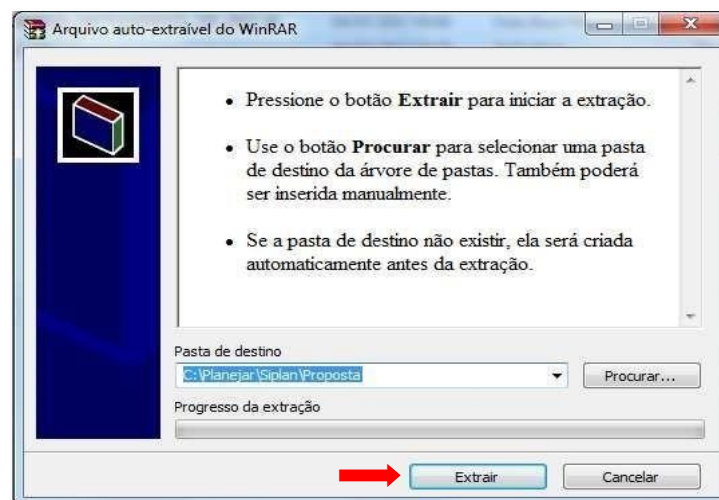 Arquivo auto-extraível do WinRAR
• Pressione o botão Extrair para iniciar a extração.
• Use o botão Procurar para selecionar uma pasta
de destino da árvore de pastas. Também poderá
ser inserida manualmente.
• Se a pasta de destino não existir, ela será criada
automaticamente antes da extração.
Pasta de destino
C:\Planejar\Siplan\Proposta
Procurar...
Progresso da extração
Extrair
Cancelar